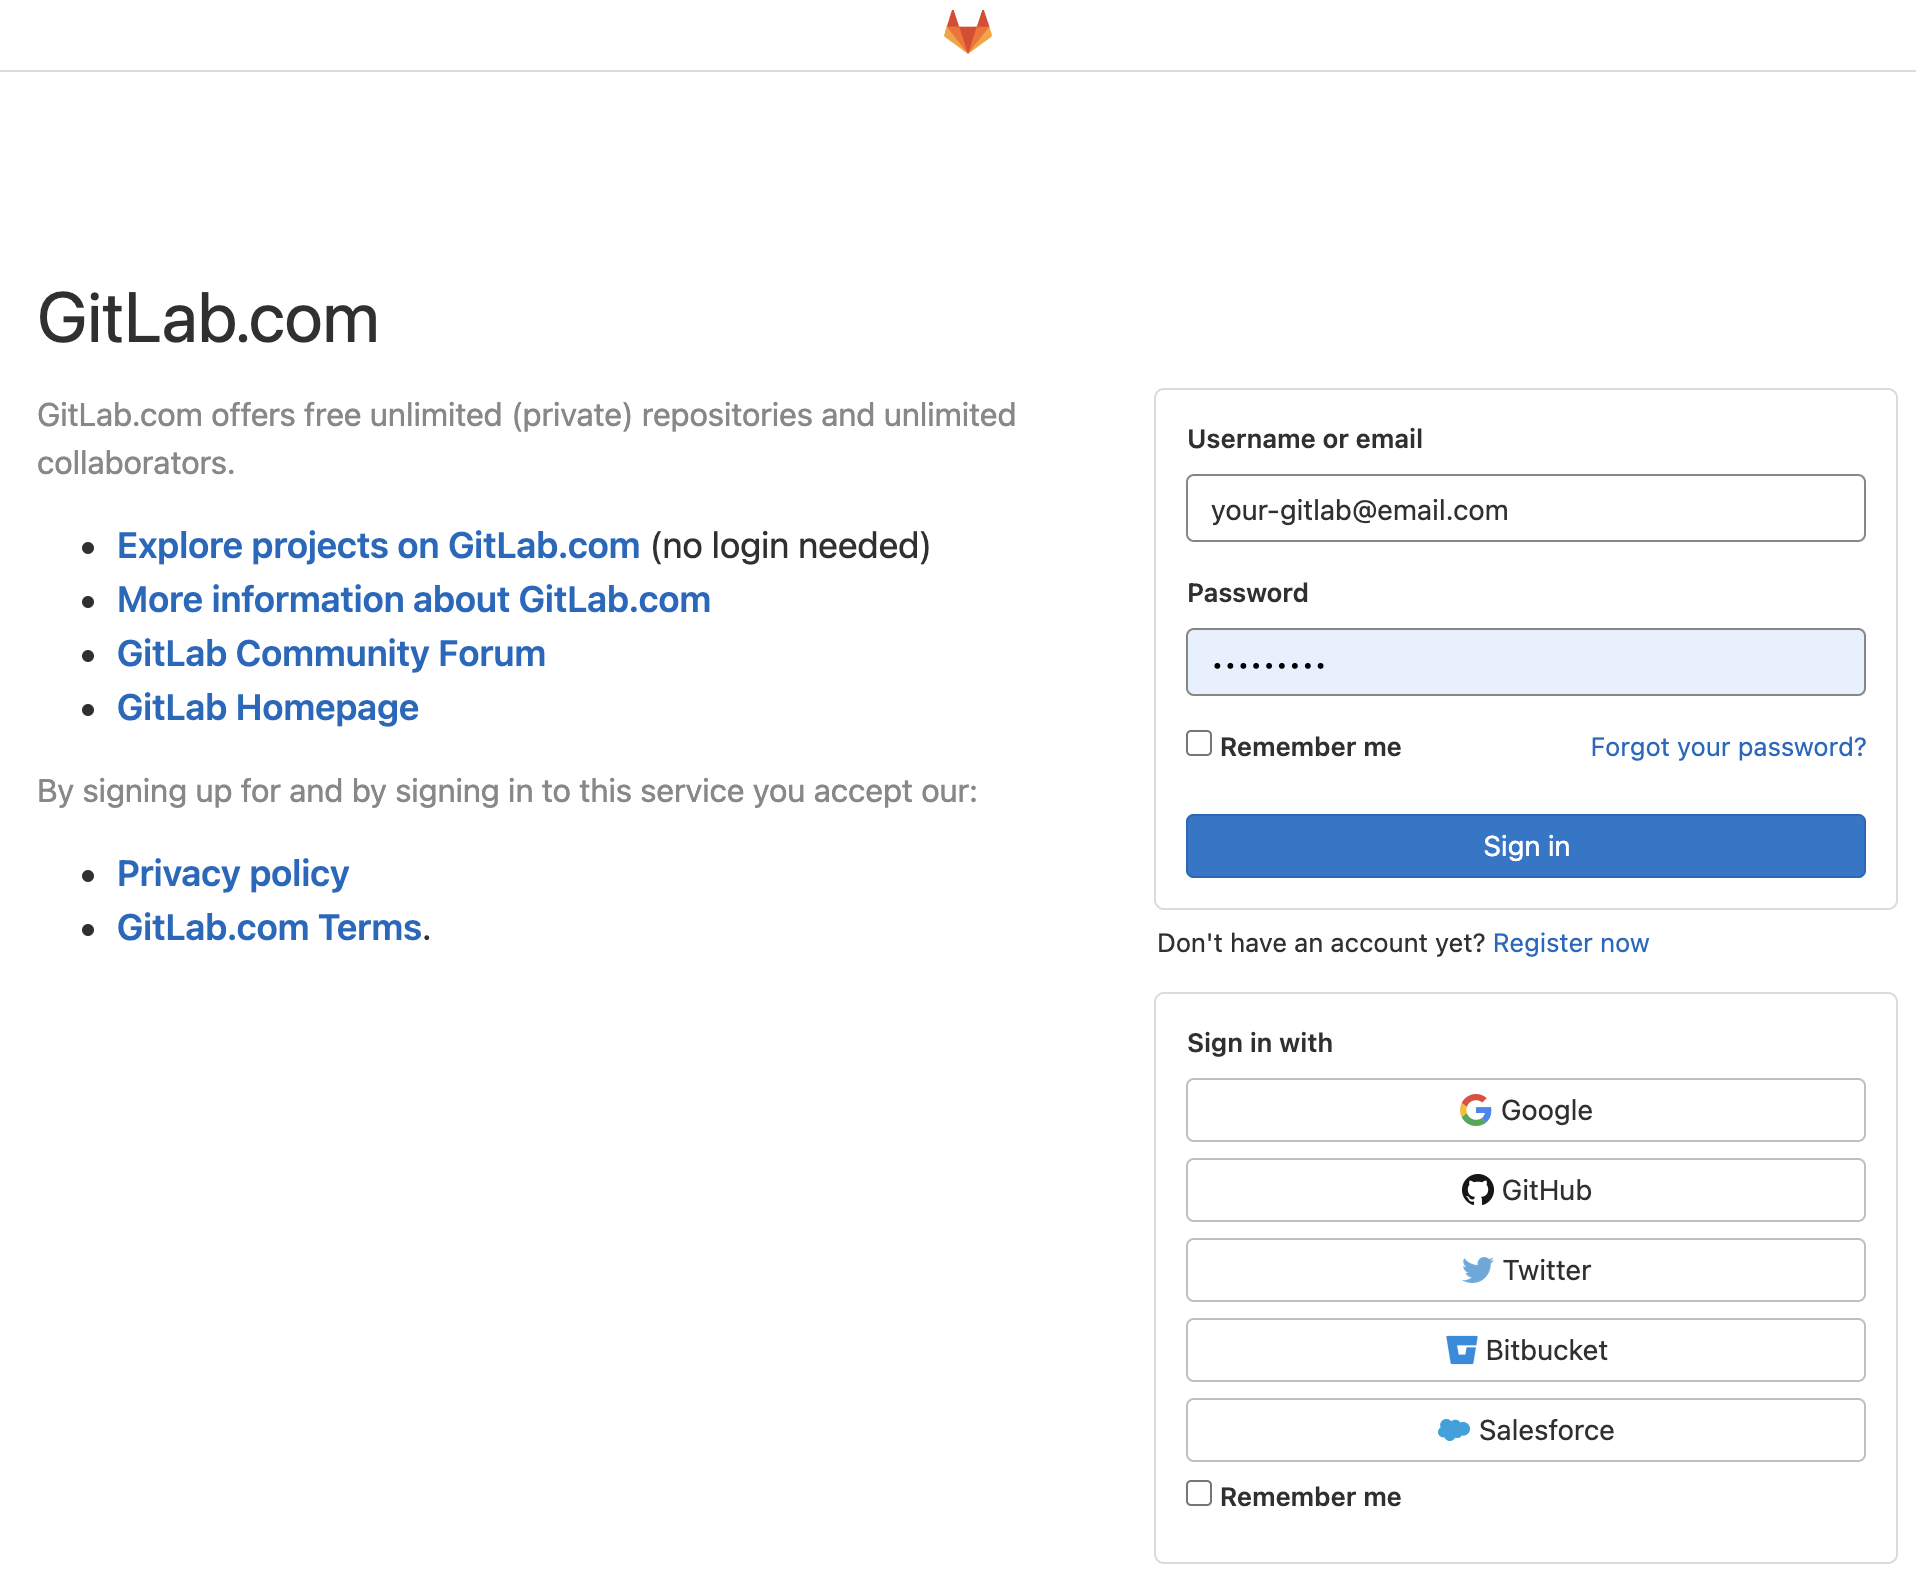 GitLab.com
GitLab.com offers free unlimited (private) repositories and unlimited
collaborators.
Explore projects on GitLab.com (no login needed)
More information about GitLab.com
GitLab Community Forum
GitLab Homepage
By signing up for and by signing in to this service you accept our:
Privacy policy
GitLab.com Terms.
Username or email
your-gitlab@email.com
Password
•••••••••
Remember me
Forgot your password?
Sign in
Don't have an account yet? Register now
Sign in with
Google
GitHub
Twitter
Bitbucket
Salesforce
Remember me